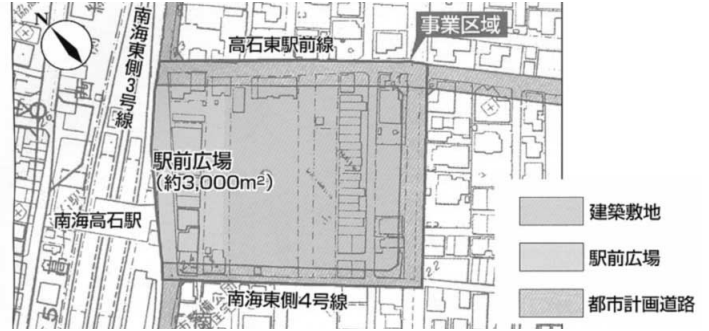 N
事業区域
高石東駅前線
南海東側3号線
駅前広場
(約3,000m²)
南海高石駅
22
南海東側4号線
建築敷地
駅前広場
都市計画道路